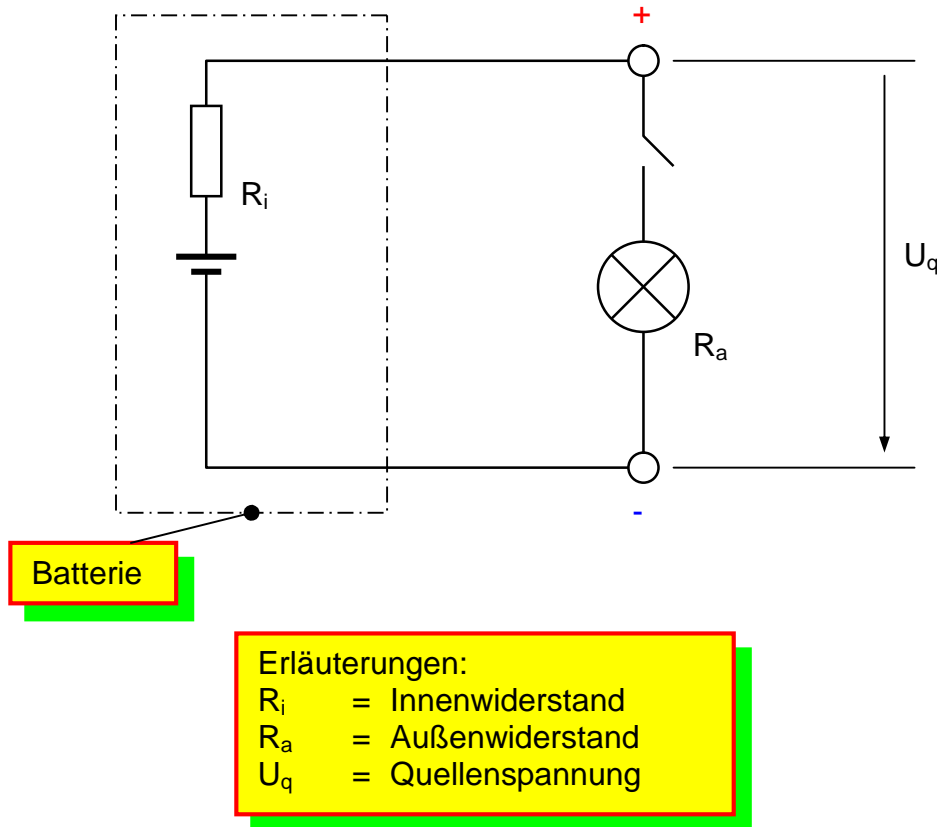 +
Ri
Uq
Ra
-
Batterie
Erläuterungen:
Ri = Innenwiderstand
Ra = Außenwiderstand
Uq = Quellenspannung